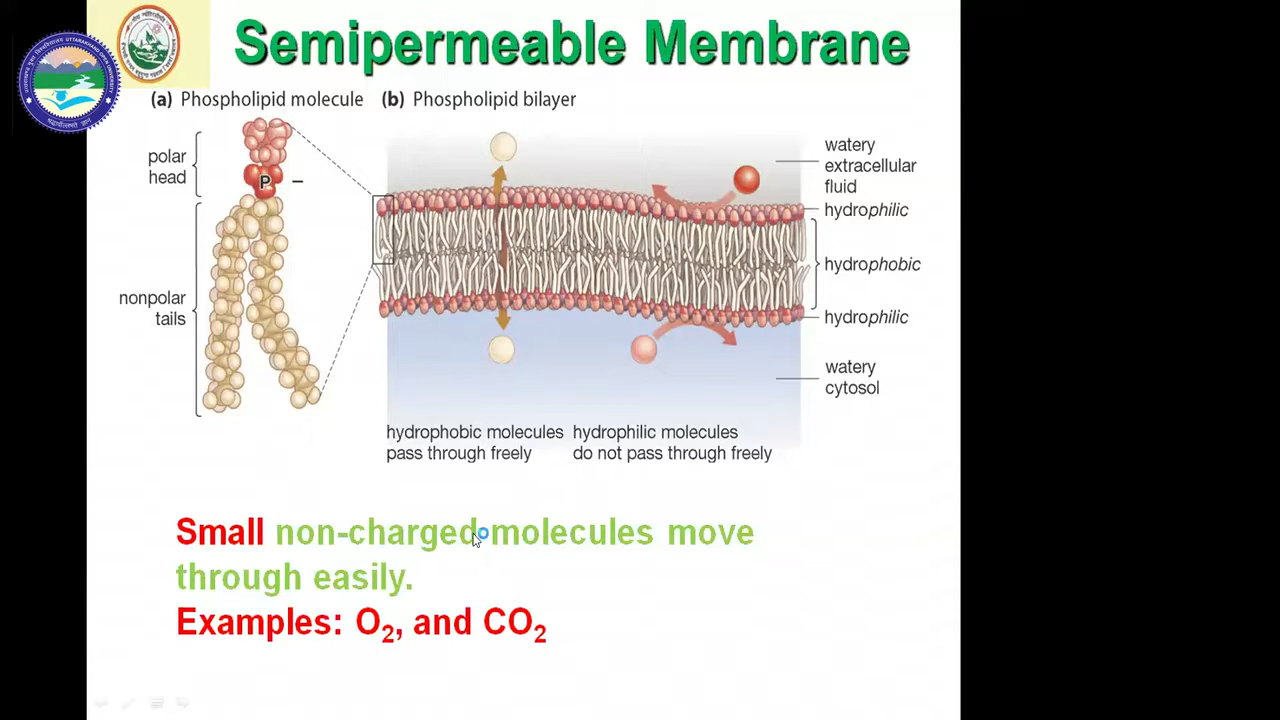 Semipermeable Membrane
(a) Phospholipid molecule
(b) Phospholipid bilayer
polar
head
P
–
nonpolar
tails
watery
extracellular
fluid
hydrophilic
hydrophobic
hydrophilic
watery
cytosol
hydrophobic molecules
pass through freely
hydrophilic molecules
do not pass through freely
Small non-charged molecules move
through easily.
Examples: O₂, and CO₂
UTTARAKHAND OPEN